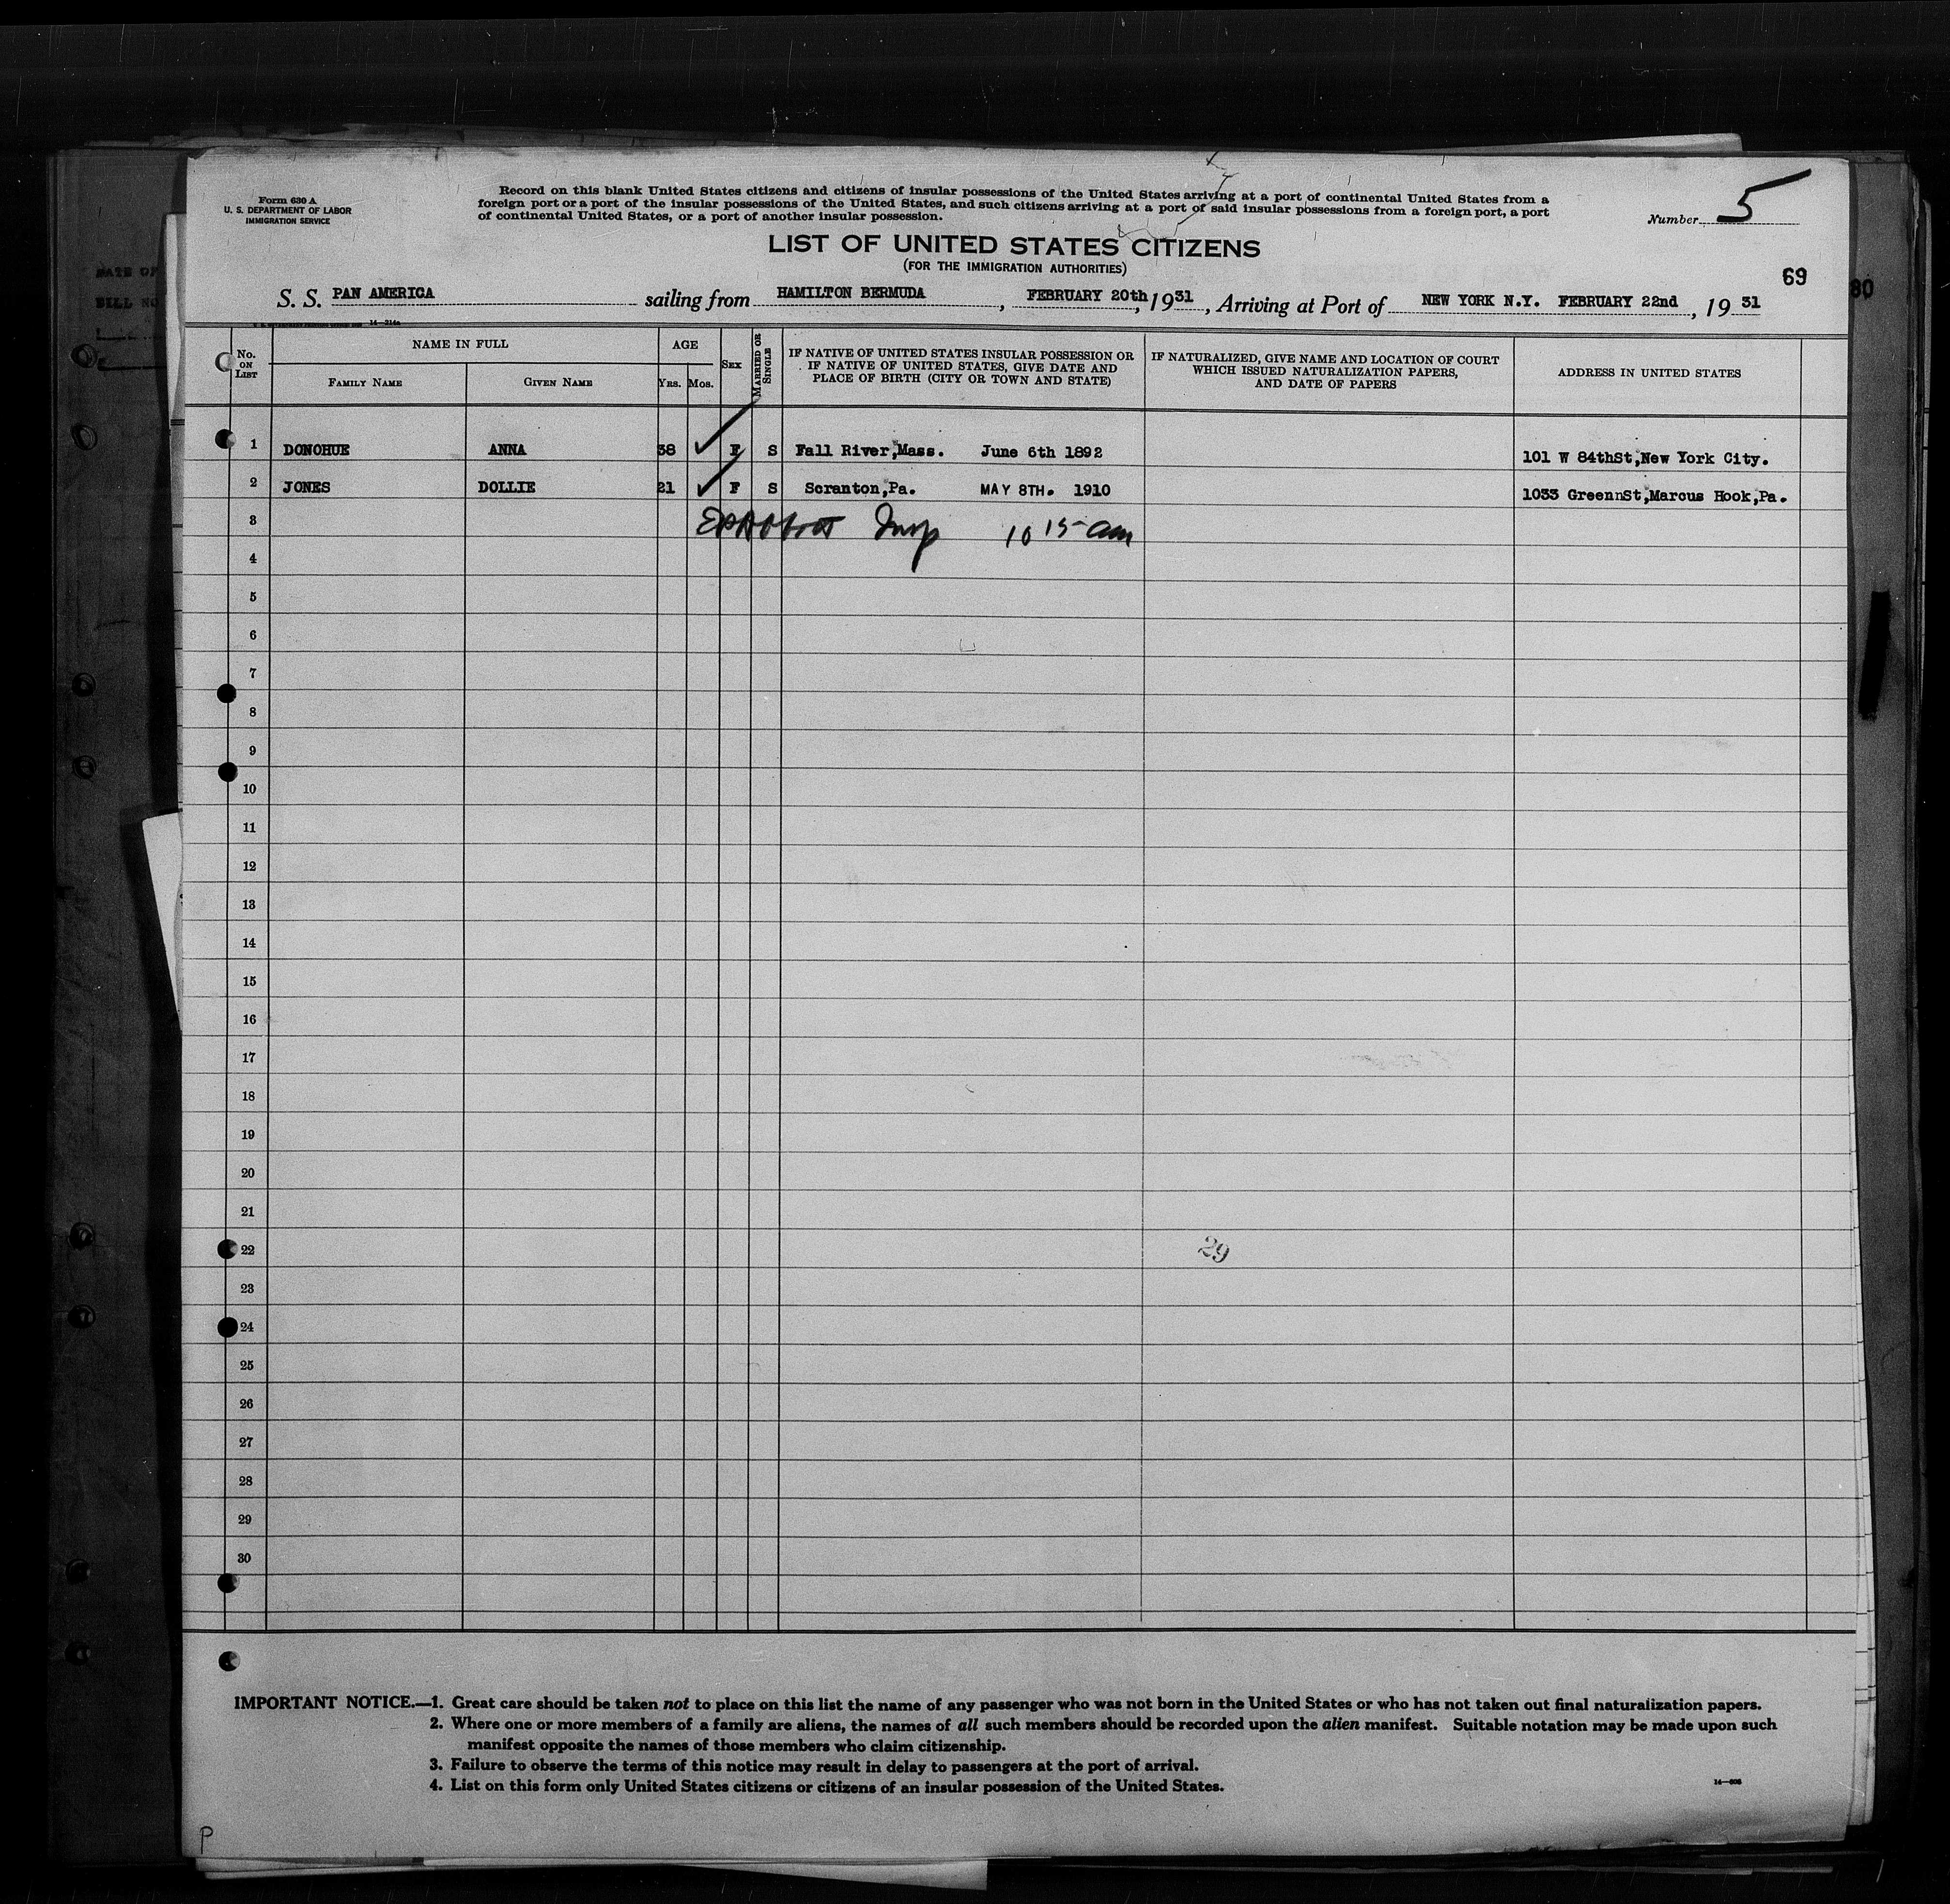 Form 630 A
U. S. DEPARTMENT OF LABOR
IMMIGRATION SERVICE
Record on this blank United States citizens and citizens of insular possessions of the United States arriving at a port of continental United States from a
foreign port or a port of the insular possessions of the United States, and such citizens arriving at a port of said insular possessions from a foreign port, a port
of continental United States, or a port of another insular possession.
Number 5
LIST OF UNITED STATES CITIZENS
(FOR THE IMMIGRATION AUTHORITIES)
69
80
S. S. PAN AMERICA sailing from HAMILTON BERMUDA, FEBRUARY 20th, 1931, Arriving at Port of NEW YORK N.Y. FEBRUARY 22nd, 1931
No. ON LIST
NAME IN FULL
FAMILY NAME
GIVEN NAME
AGE
YRS.
MOS.
SEX
MARRIED OR SINGLE
IF NATIVE OF UNITED STATES INSULAR POSSESSION OR
IF NATIVE OF UNITED STATES, GIVE DATE AND
PLACE OF BIRTH (CITY OR TOWN AND STATE)
IF NATURALIZED, GIVE NAME AND LOCATION OF COURT
WHICH ISSUED NATURALIZATION PAPERS,
AND DATE OF PAPERS
ADDRESS IN UNITED STATES
1 DONOHUE ANNA 38 F S Fall River,Mass. June 6th 1892 101 W 84thSt,New York City.
2 JONES DOLLIE 21 F S Scranton,Pa. MAY 8TH. 1910 1033 GreennSt,Marcus Hook,Pa.
3 Insp 10 15 am
4
5
6
7
8
9
10
11
12
13
14
15
16
17
18
19
20
21
22 29
23
24
25
26
27
28
29
30
IMPORTANT NOTICE.—1. Great care should be taken not to place on this list the name of any passenger who was not born in the United States or who has not taken out final naturalization papers.
2. Where one or more members of a family are aliens, the names of all such members should be recorded upon the alien manifest. Suitable notation may be made upon such
manifest opposite the names of those members who claim citizenship.
3. Failure to observe the terms of this notice may result in delay to passengers at the port of arrival.
4. List on this form only United States citizens or citizens of an insular possession of the United States.
P